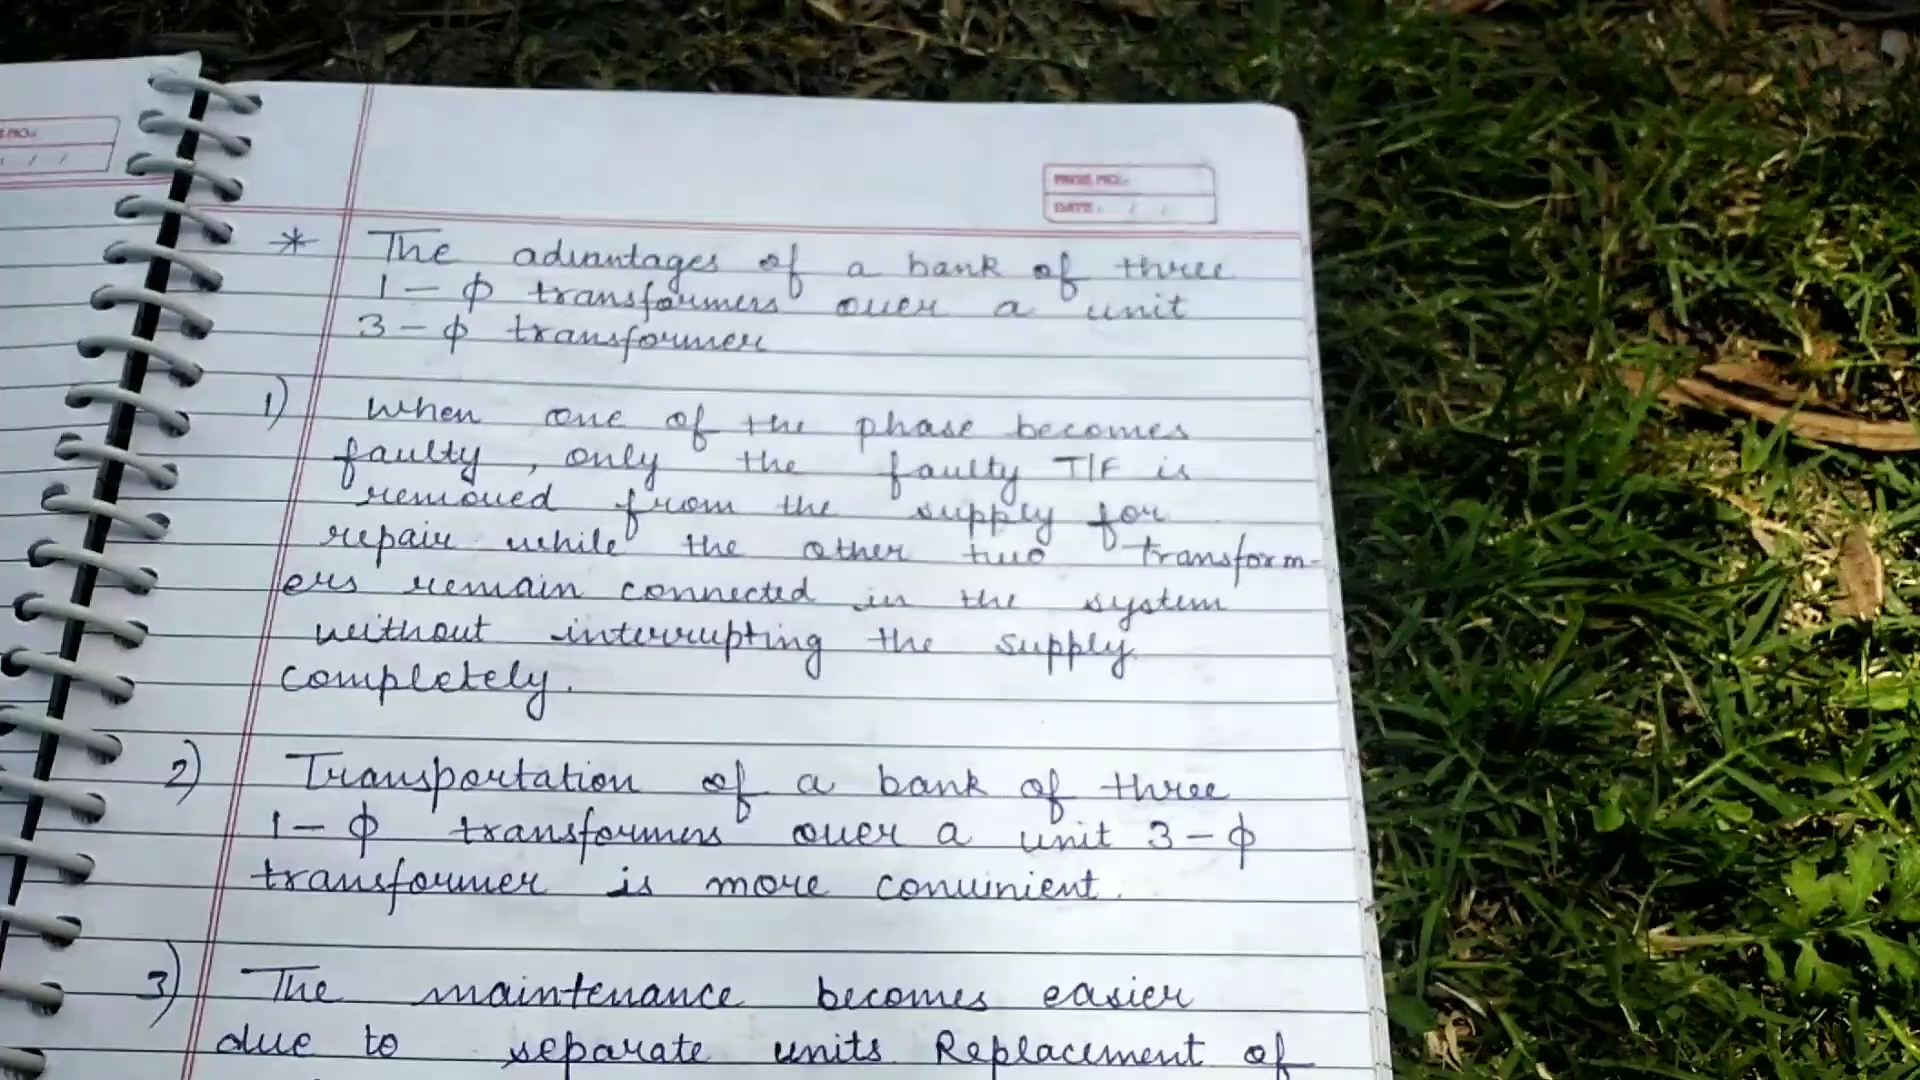 E NO.:
/ /
PAGE NO.:
DATE: / /
* The advantages of a bank of three
1-ϕ transformers over a unit
3-ϕ transformer
1) When one of the phase becomes
faulty, only the faulty T/F is
removed from the supply for
repair while the other two transform-
ers remain connected in the system
without interrupting the supply
completely.
2) Transportation of a bank of three
1-ϕ transformers over a unit 3-ϕ
transformer is more convinient.
3) The maintenance becomes easier
due to separate units. Replacement of